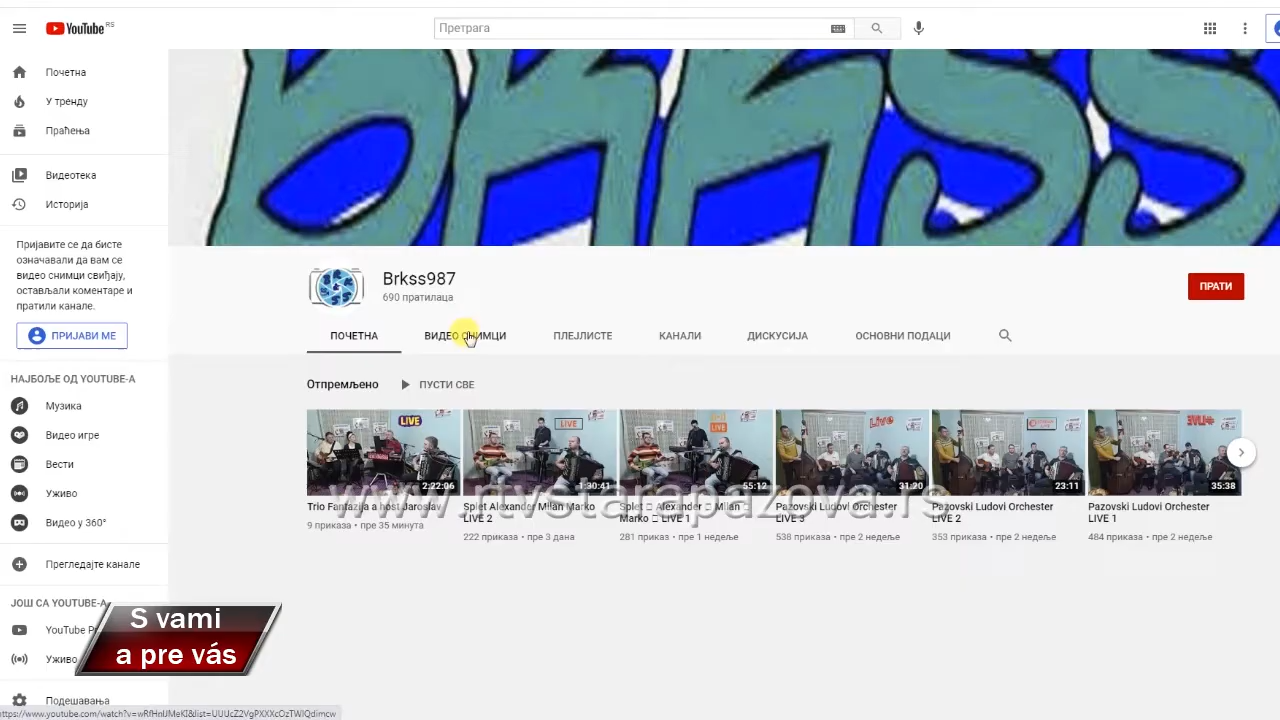 YouTube RS
Претрага
Почетна
У тренду
Праћења
Видеотека
Историја
Пријавите се да бисте
означавали да вам се
видео снимци свиђају,
остављали коментаре и
пратили канале.
ПРИЈАВИ МЕ
НАЈБОЉЕ ОД YOUTUBE-А
Музика
Видео игре
Вести
Уживо
Видео у 360°
Прегледајте канале
ЈОШ СА YOUTUBE-А
YouTube
Уживо
Подешавања
BRKSS
Brkss987
690 пратилаца
ПРАТИ
ПОЧЕТНА ВИДЕО СНИМЦИ ПЛЕЈЛИСТЕ КАНАЛИ ДИСКУСИЈА ОСНОВНИ ПОДАЦИ
Отпремљено ПУСТИ СВЕ
LIVE
2:22:06
Trio Fantazija a host Jaroslav
9 приказа • пре 35 минута
LIVE
1:30:41
Splet Alexander Milan Marko
LIVE 2
222 приказа • пре 3 дана
LIVE
55:12
Splet Alexander Milan
Marko LIVE 1
281 приказ • пре 1 недеље
Live
31:20
Pazovski Ludovi Orchester
LIVE 3
538 приказа • пре 2 недеље
23:11
Pazovski Ludovi Orchester
LIVE 2
353 приказа • пре 2 недеље
35:38
Pazovski Ludovi Orchester
LIVE 1
484 приказа • пре 2 недеље
www.rtvstarapazova.rs
S vami
a pre vás